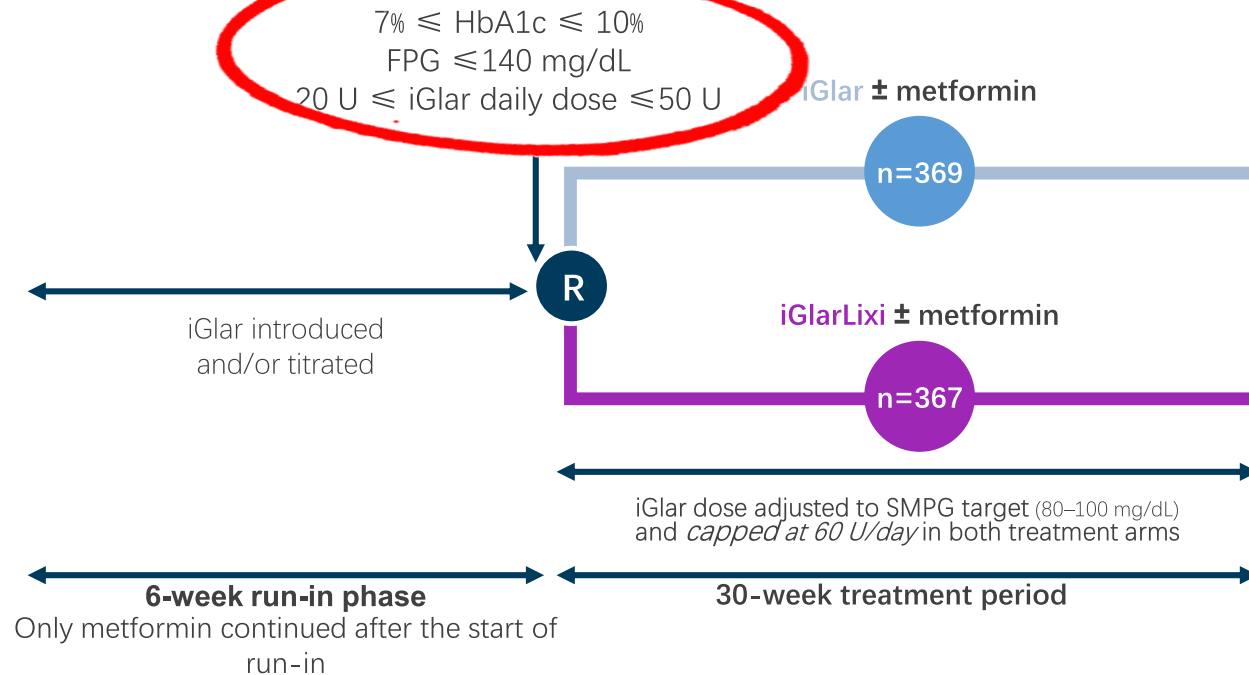 7% ≤ HbA1c ≤ 10%
FPG ≤140 mg/dL
20 U ≤ iGlar daily dose ≤50 U
iGlar ± metformin
n=369
R
iGlar introduced
and/or titrated
iGlarLixi ± metformin
n=367
iGlar dose adjusted to SMPG target (80–100 mg/dL)
and capped at 60 U/day in both treatment arms
6-week run-in phase
Only metformin continued after the start of
run-in
30-week treatment period